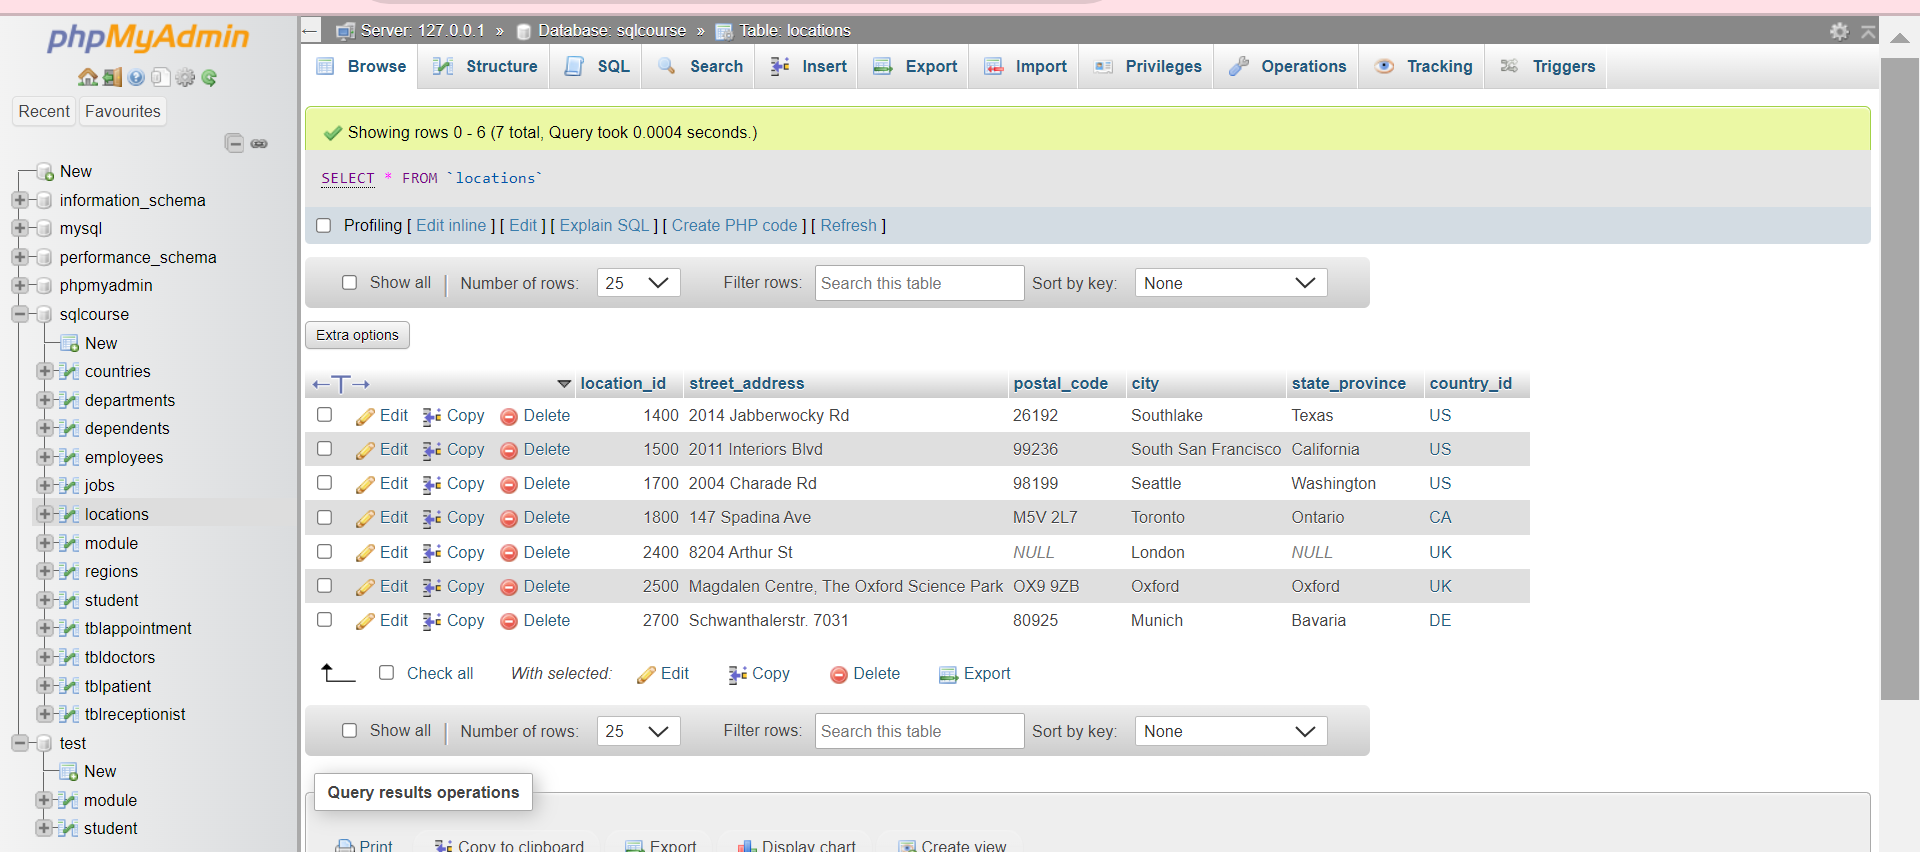 phpMyAdmin
Recent Favourites
New
information_schema
mysql
performance_schema
phpmyadmin
sqlcourse
New
countries
departments
dependents
employees
jobs
locations
module
regions
student
tblappointment
tbldoctors
tblpatient
tblreceptionist
test
New
module
student
Server: 127.0.0.1 » Database: sqlcourse » Table: locations
Browse Structure SQL Search Insert Export Import Privileges Operations Tracking Triggers
Showing rows 0 - 6 (7 total, Query took 0.0004 seconds.)
SELECT * FROM `locations`
Profiling [ Edit inline ] [ Edit ] [ Explain SQL ] [ Create PHP code ] [ Refresh ]
Show all | Number of rows: 25 Filter rows: Search this table Sort by key: None
Extra options
←T→ location_id street_address postal_code city state_province country_id
Edit Copy Delete 1400 2014 Jabberwocky Rd 26192 Southlake Texas US
Edit Copy Delete 1500 2011 Interiors Blvd 99236 South San Francisco California US
Edit Copy Delete 1700 2004 Charade Rd 98199 Seattle Washington US
Edit Copy Delete 1800 147 Spadina Ave M5V 2L7 Toronto Ontario CA
Edit Copy Delete 2400 8204 Arthur St NULL London NULL UK
Edit Copy Delete 2500 Magdalen Centre, The Oxford Science Park OX9 9ZB Oxford Oxford UK
Edit Copy Delete 2700 Schwanthalerstr. 7031 80925 Munich Bavaria DE
Check all With selected: Edit Copy Delete Export
Show all | Number of rows: 25 Filter rows: Search this table Sort by key: None
Query results operations
Print Copy to clipboard Export Display chart Create view